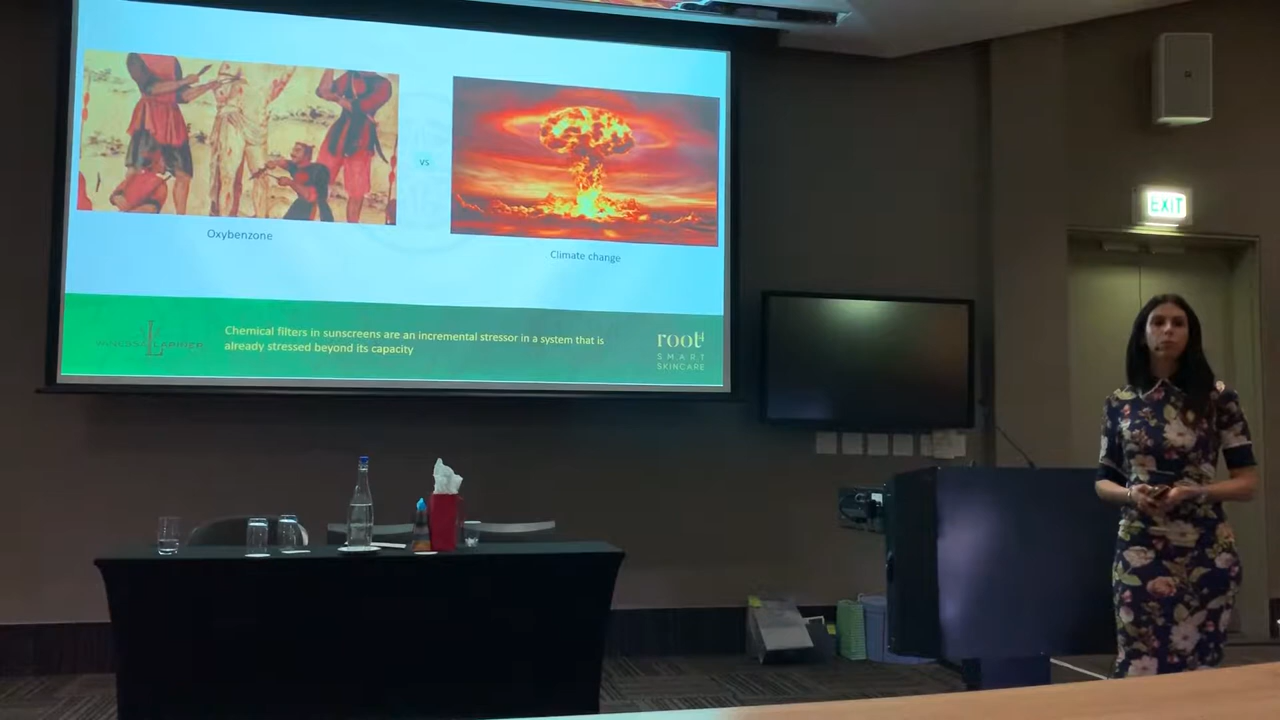 Oxybenzone
vs
Climate change
Chemical filters in sunscreens are an incremental stressor in a system that is
already stressed beyond its capacity
root
SMART
SKINCARE
EXIT